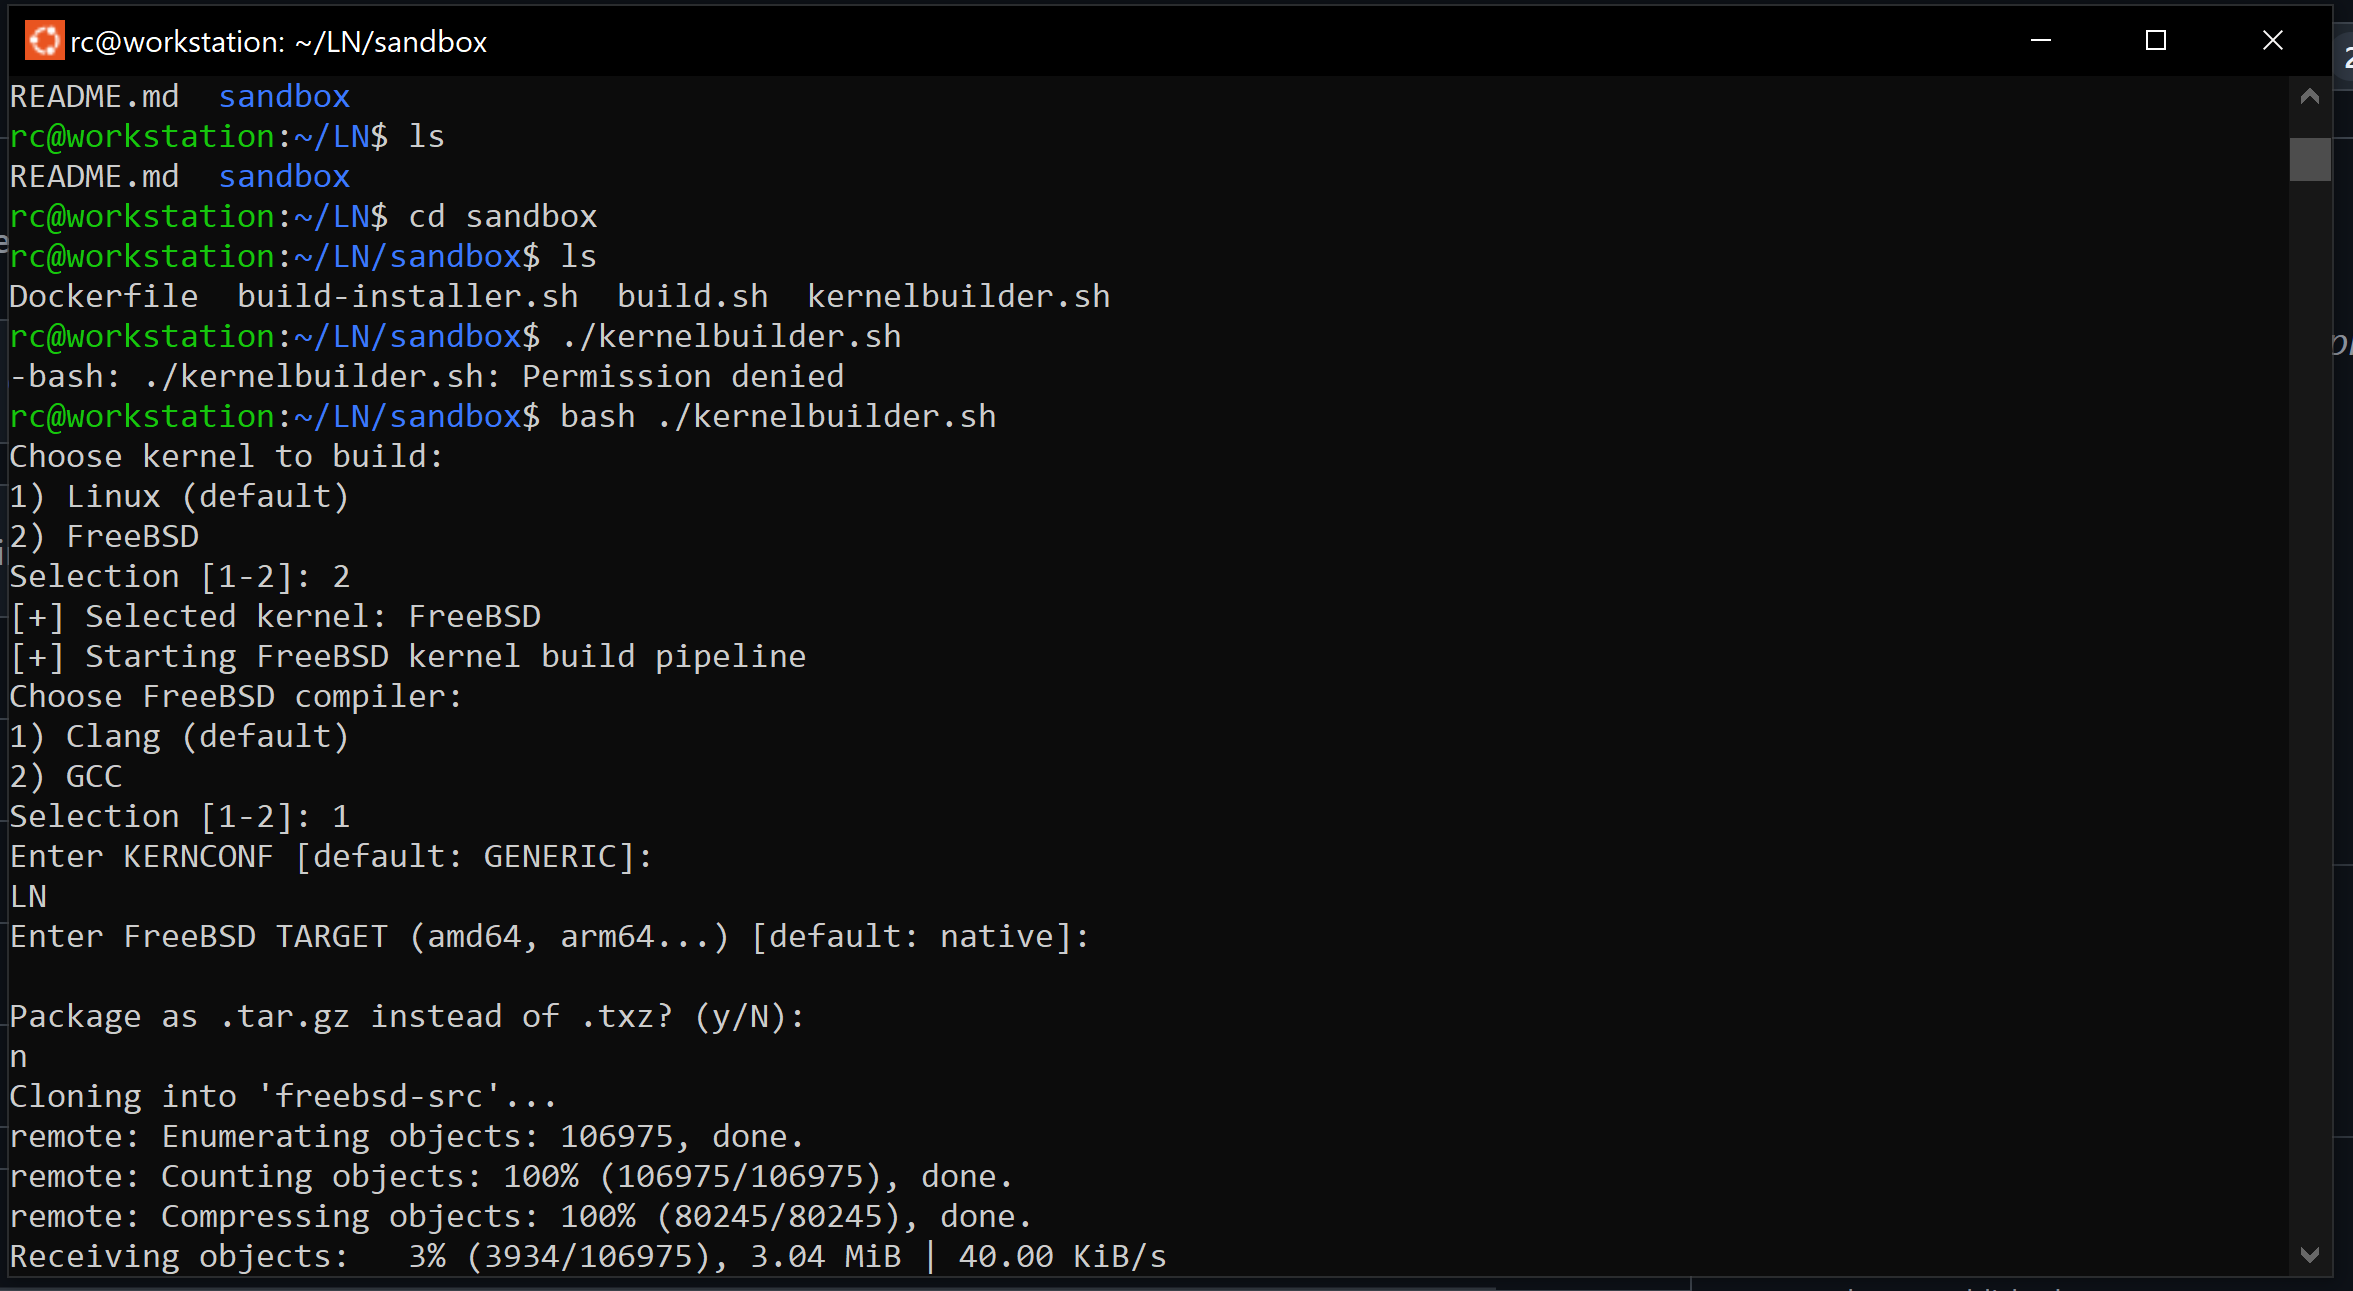 rc@workstation: ~/LN/sandbox
README.md  sandbox
rc@workstation:~/LN$ ls
README.md  sandbox
rc@workstation:~/LN$ cd sandbox
rc@workstation:~/LN/sandbox$ ls
Dockerfile  build-installer.sh  build.sh  kernelbuilder.sh
rc@workstation:~/LN/sandbox$ ./kernelbuilder.sh
-bash: ./kernelbuilder.sh: Permission denied
rc@workstation:~/LN/sandbox$ bash ./kernelbuilder.sh
Choose kernel to build:
1) Linux (default)
2) FreeBSD
Selection [1-2]: 2
[+] Selected kernel: FreeBSD
[+] Starting FreeBSD kernel build pipeline
Choose FreeBSD compiler:
1) Clang (default)
2) GCC
Selection [1-2]: 1
Enter KERNCONF [default: GENERIC]:
LN
Enter FreeBSD TARGET (amd64, arm64...) [default: native]:
Package as .tar.gz instead of .txz? (y/N):
n
Cloning into 'freebsd-src'...
remote: Enumerating objects: 106975, done.
remote: Counting objects: 100% (106975/106975), done.
remote: Compressing objects: 100% (80245/80245), done.
Receiving objects:   3% (3934/106975), 3.04 MiB | 40.00 KiB/s